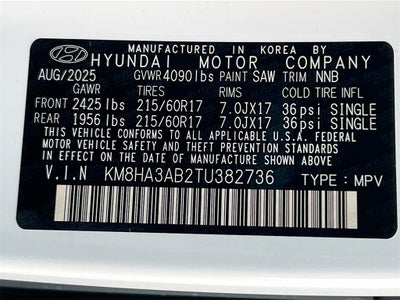 MANUFACTURED IN KOREA BY
HYUNDAI MOTOR COMPANY
AUG/2025 GVWR 4090lbs PAINT SAW TRIM NNB
GAWR TIRES RIMS COLD TIRE INFL
FRONT 2425lbs 215/60R17 7.0JX17 36psi SINGLE
REAR 1956lbs 215/60R17 7.0JX17 36psi SINGLE
THIS VEHICLE CONFORMS TO ALL APPLICABLE U.S.A. FEDERAL
MOTOR VEHICLE SAFETY, BUMPER, AND THEFT PREVENTION
STANDARDS IN EFFECT ON THE DATE OF MANUFACTURE SHOWN ABOVE.
V.I.N KM8HA3AB2TU382736 TYPE : MPV